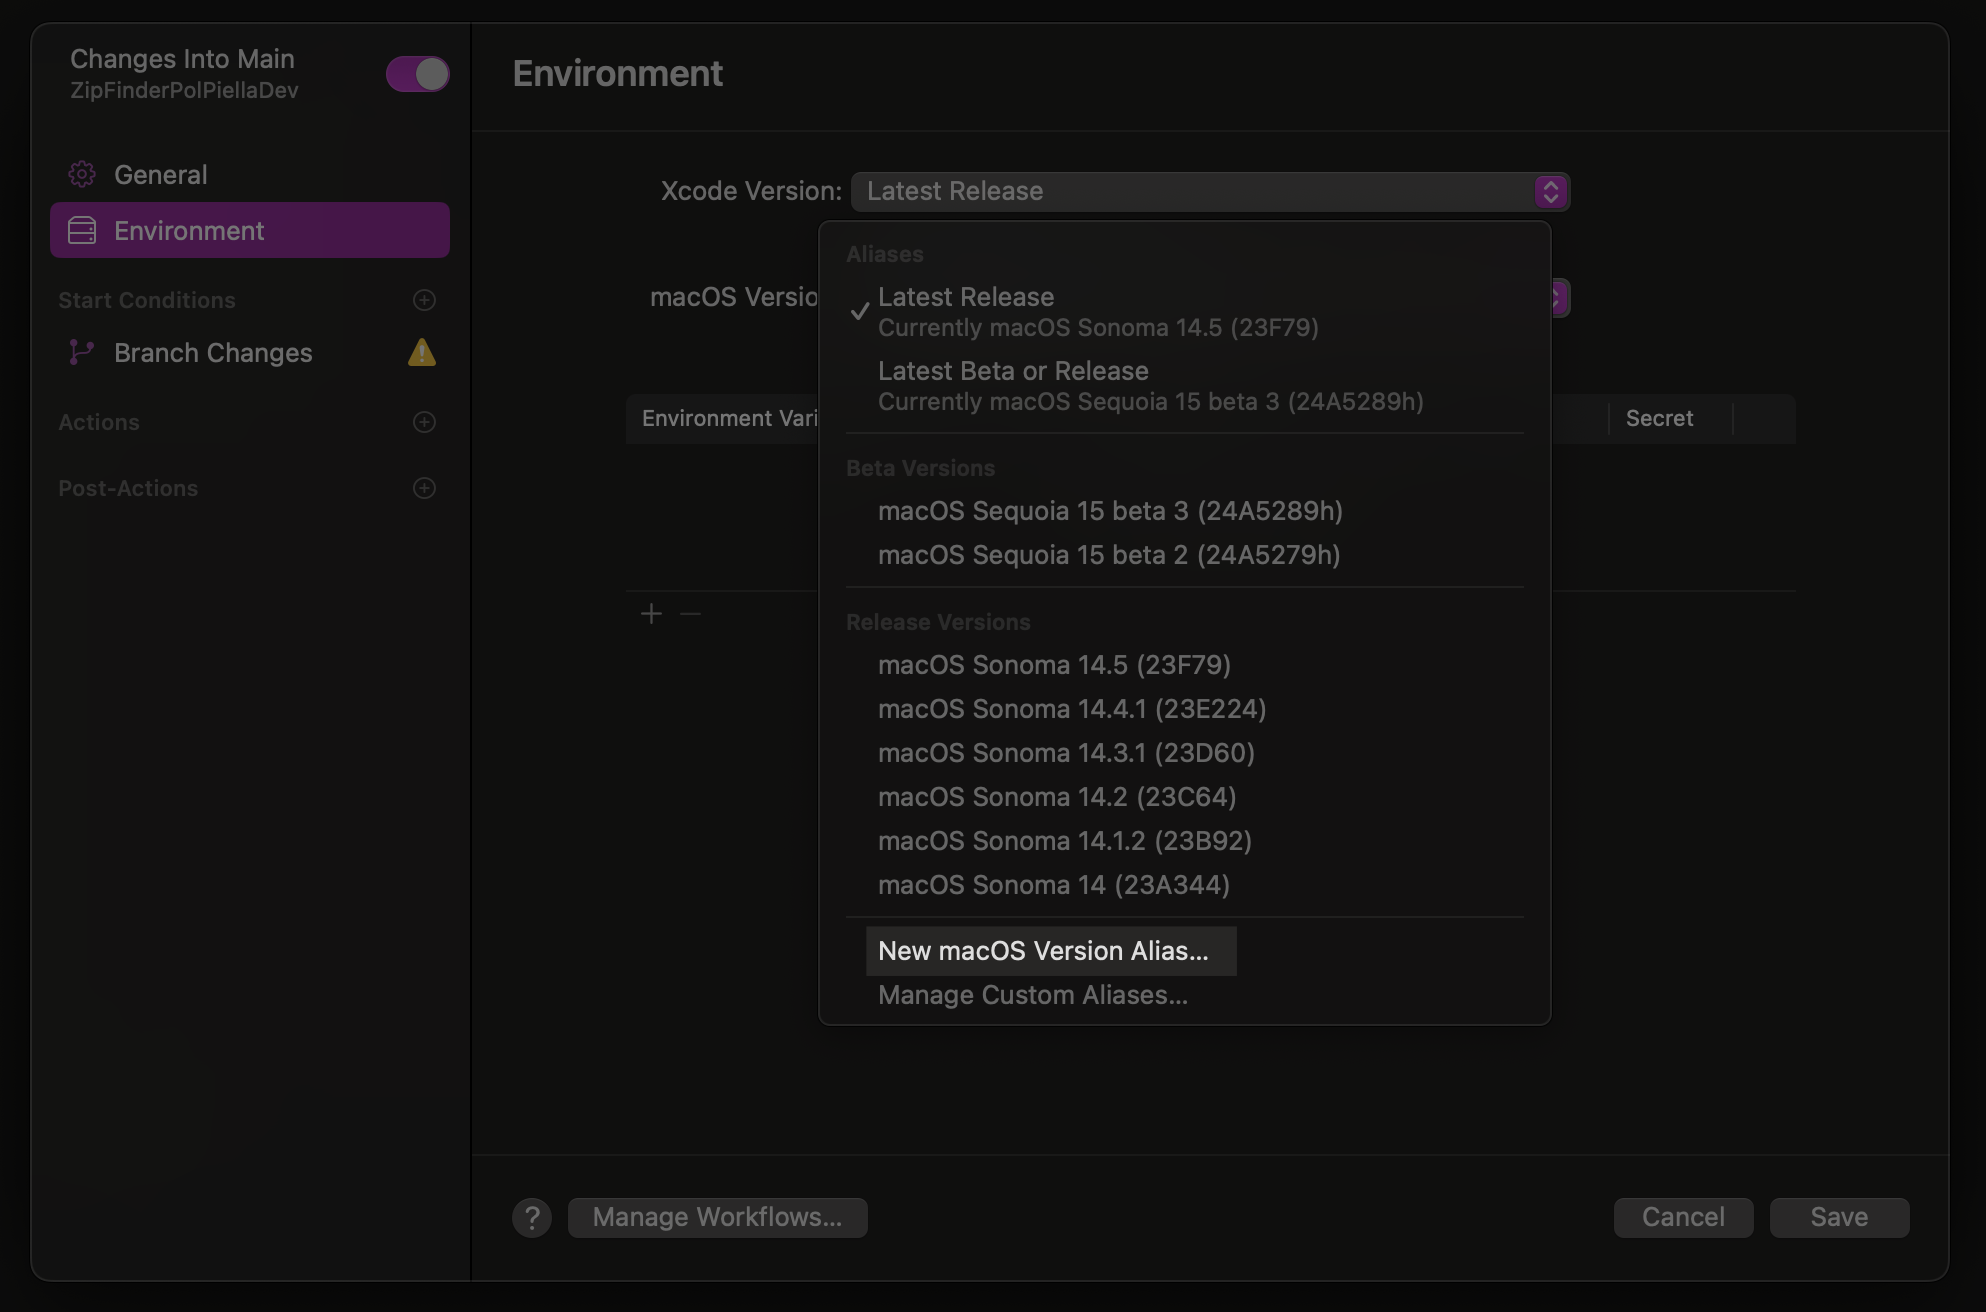 Changes Into Main
ZipFinderPolPiellaDev
General
Environment
Start Conditions
Branch Changes
Actions
Post-Actions
Environment
Xcode Version: Latest Release
macOS Versio
Environment Vari
Secret
Aliases
Latest Release
Currently macOS Sonoma 14.5 (23F79)
Latest Beta or Release
Currently macOS Sequoia 15 beta 3 (24A5289h)
Beta Versions
macOS Sequoia 15 beta 3 (24A5289h)
macOS Sequoia 15 beta 2 (24A5279h)
Release Versions
macOS Sonoma 14.5 (23F79)
macOS Sonoma 14.4.1 (23E224)
macOS Sonoma 14.3.1 (23D60)
macOS Sonoma 14.2 (23C64)
macOS Sonoma 14.1.2 (23B92)
macOS Sonoma 14 (23A344)
New macOS Version Alias...
Manage Custom Aliases...
? Manage Workflows... Cancel Save